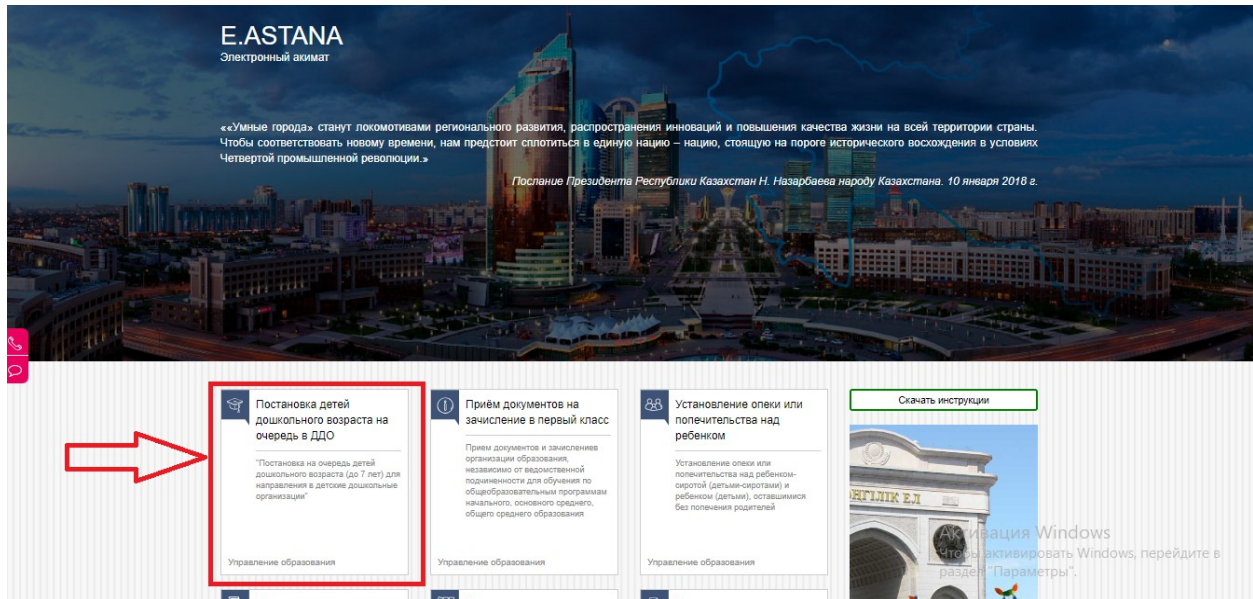 E.ASTANA
Электронный акимат
««Умные города» станут локомотивами регионального развития, распространения инноваций и повышения качества жизни на всей территории страны.
Чтобы соответствовать новому времени, нам предстоит сплотиться в единую нацию – нацию, стоящую на пороге исторического восхождения в условиях
Четвертой промышленной революции.»
Послание Президента Республики Казахстан Н. Назарбаева народу Казахстана. 10 января 2018 г.
Постановка детей
дошкольного возраста на
очередь в ДДО
"Постановка на очередь детей
дошкольного возраста (до 7 лет) для
направления в детские дошкольные
организации"
Управление образования
Приём документов на
зачисление в первый класс
Прием документов и зачислениев
организации образования,
независимо от ведомственной
подчиненности для обучения по
общеобразовательным программам
начального, основного среднего,
общего среднего образования
Управление образования
Установление опеки или
попечительства над
ребенком
Установление опеки или
попечительства над ребенком-
сиротой (детьми-сиротами) и
ребенком (детьми), оставшимися
без попечения родителей
Управление образования
Скачать инструкции
МӘҢГІЛІК ЕЛ
Активация Windows
Чтобы активировать Windows, перейдите в
раздел "Параметры".